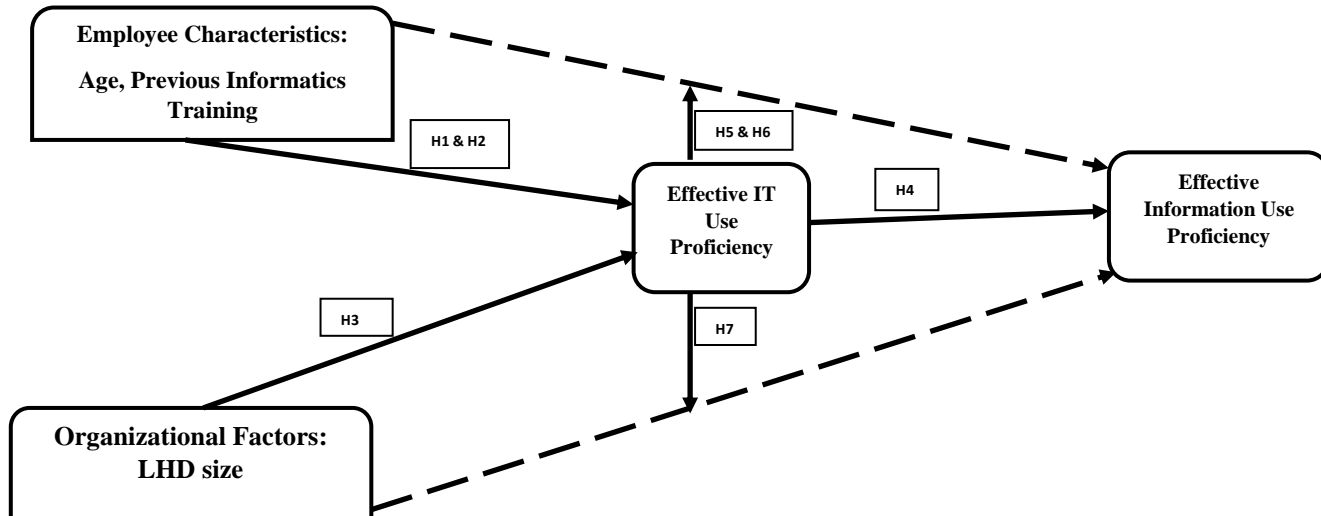 Employee Characteristics:
Age, Previous Informatics
Training
H1 & H2
H5 & H6
Effective IT
Use
Proficiency
H4
Effective
Information Use
Proficiency
H3
H7
Organizational Factors:
LHD size